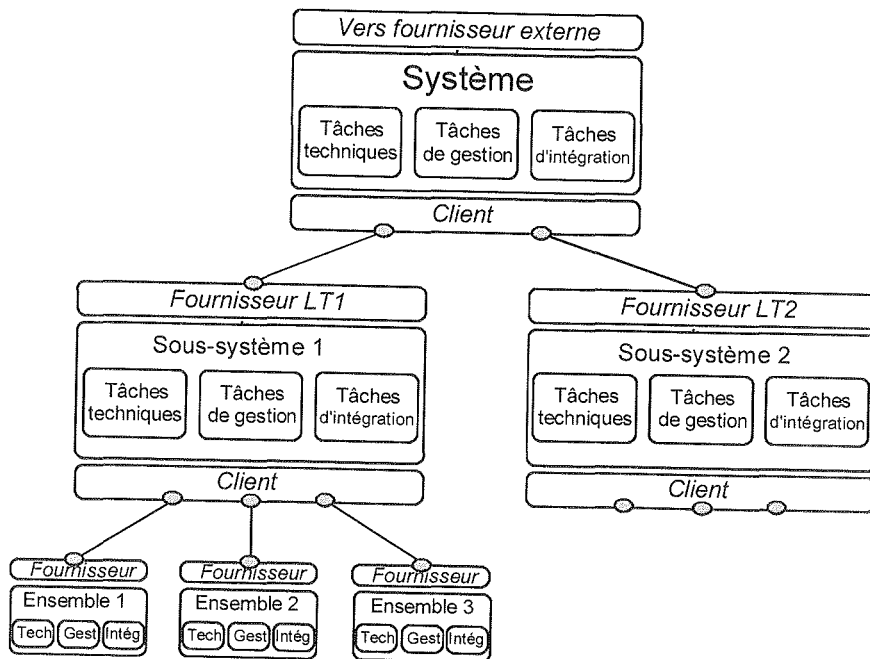 Vers fournisseur externe
Système
Tâches
techniques
Tâches
de gestion
Tâches
d'intégration
Client
Fournisseur LT1
Sous-système 1
Tâches
techniques
Tâches
de gestion
Tâches
d'intégration
Client
Fournisseur LT2
Sous-système 2
Tâches
techniques
Tâches
de gestion
Tâches
d'intégration
Client
Fournisseur
Ensemble 1
Tech
Gest
Intég
Fournisseur
Ensemble 2
Tech
Gest
Intég
Fournisseur
Ensemble 3
Tech
Gest
Intég